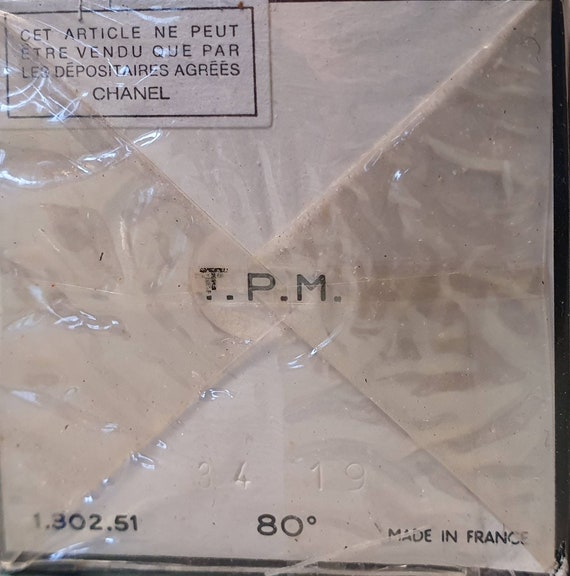 CET ARTICLE NE PEUT
ÊTRE VENDU QUE PAR
LES DÉPOSITAIRES AGRÉÉS
CHANEL
T.P.M.
34 19
1.302.51
80°
MADE IN FRANCE